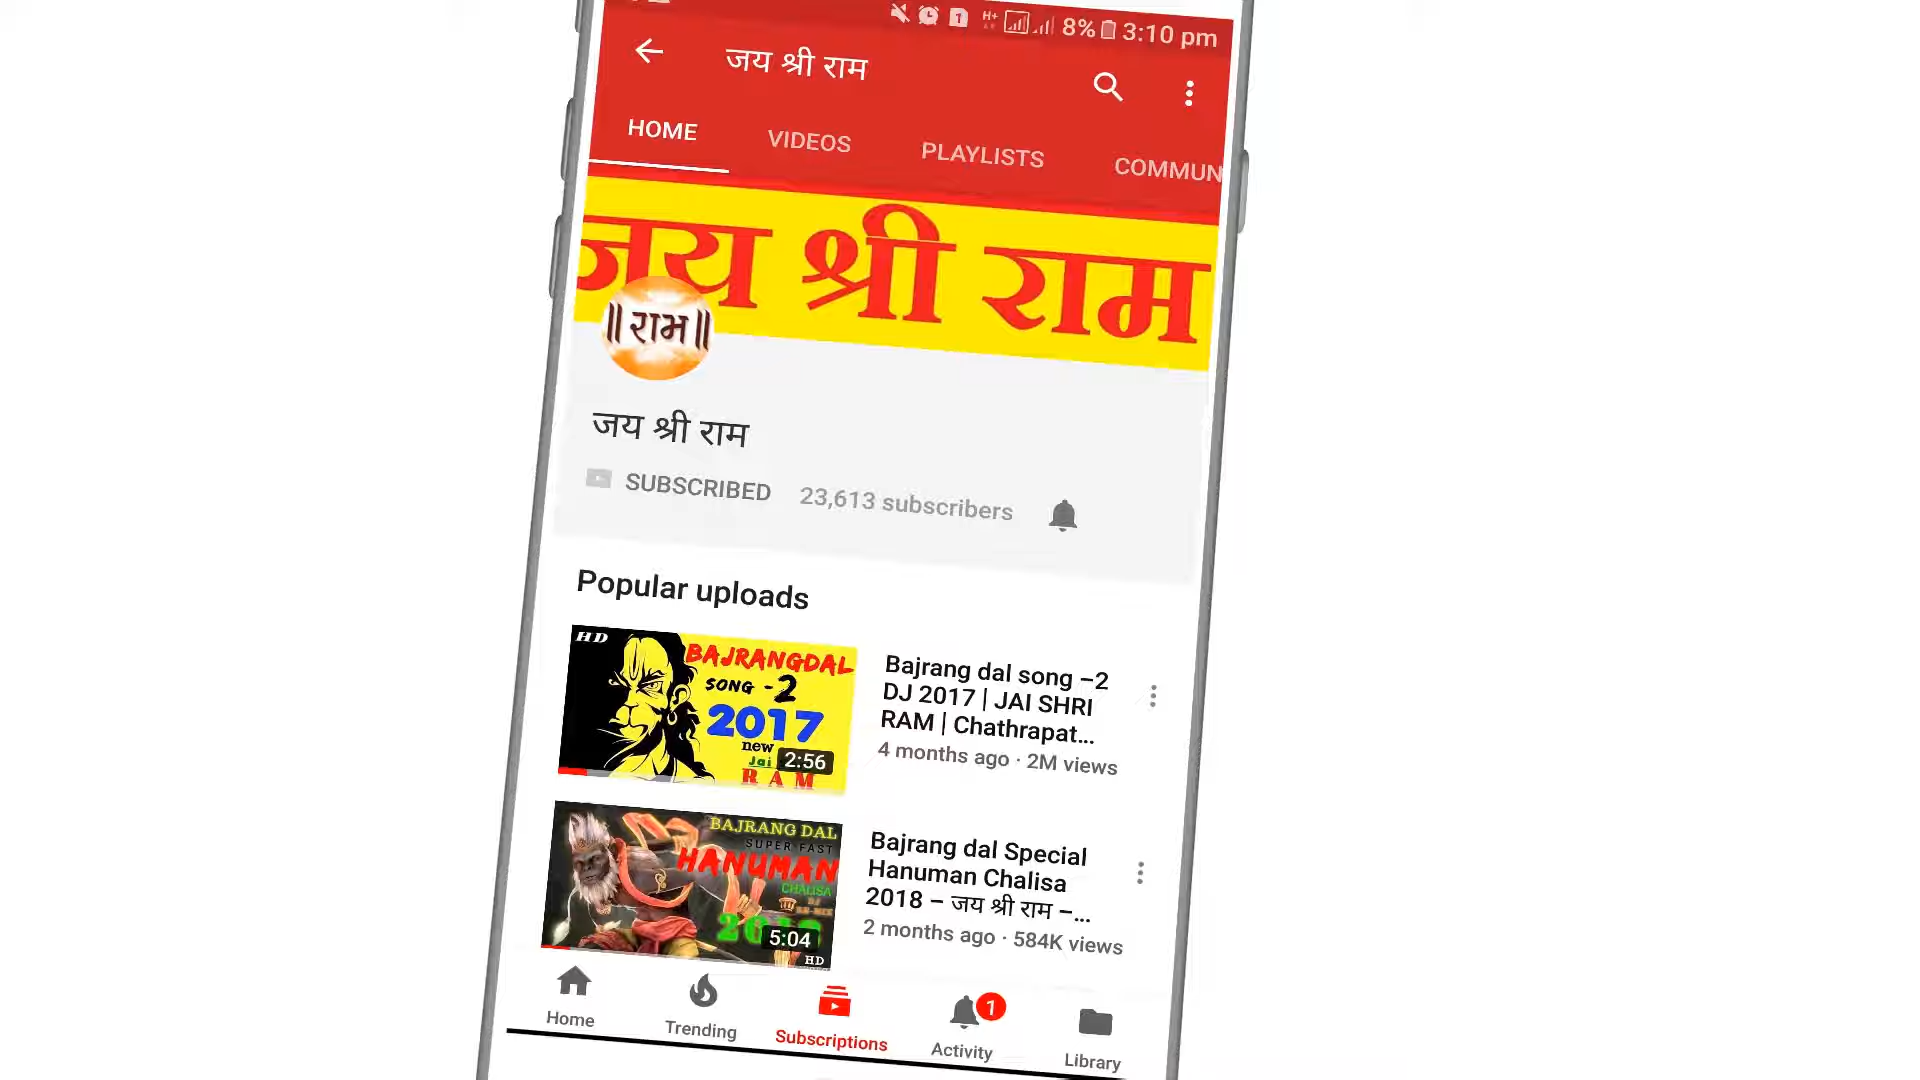 8% 3:10 pm
जय श्री राम
HOME VIDEOS PLAYLISTS COMMUN
जय श्री राम
॥ राम ॥
जय श्री राम
SUBSCRIBED 23,613 subscribers
Popular uploads
HD
BAJRANGDAL
SONG - 2
2017
new
Jai
2:56
RAM
Bajrang dal song –2
DJ 2017 | JAI SHRI
RAM | Chathrapat...
4 months ago · 2M views
BAJRANG DAL
SUPER FAST
HANUMAN
CHALISA
DJ
5:04
HD
Bajrang dal Special
Hanuman Chalisa
2018 – जय श्री राम –...
2 months ago · 584K views
1
Home Trending Subscriptions Activity Library